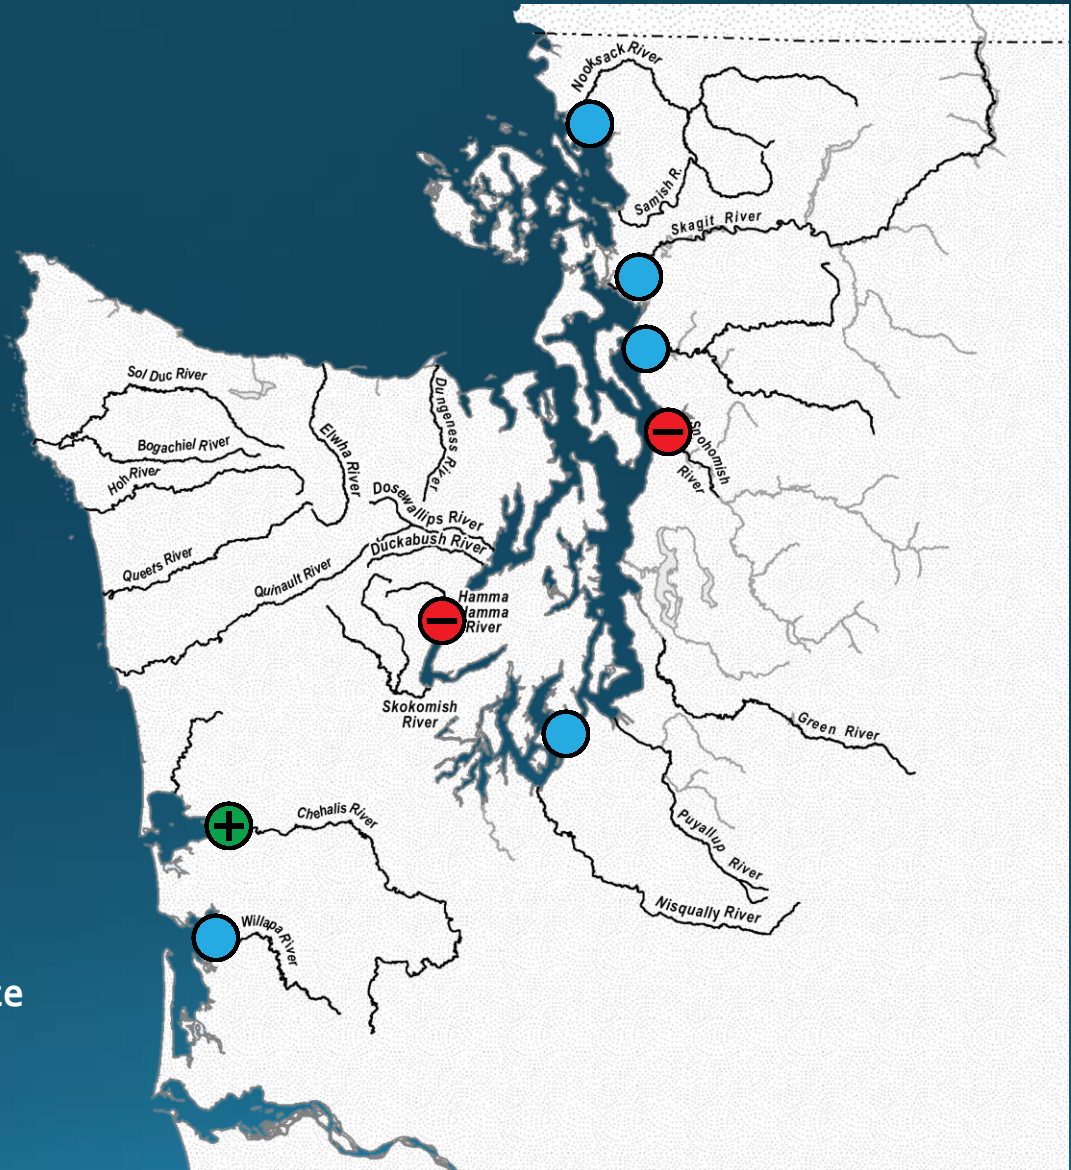 Nooksack River
Samish R.
Skagit River
Sol Duc River
Dungeness River
Elwha River
Bogachiel River
Snohomish
River
Hoh River
Dosewallips River
Duckabush River
Queets River
Quinault River
Hamma
Hamma
River
Skokomish
River
Green River
Chehalis River
Puyallup
River
Nisqually River
Willapa River